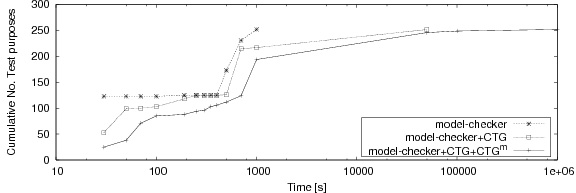 300
250
200
150
100
50
0
Cumulative No. Test purposes
10
100
1000
10000
100000
1e+06
Time [s]
model-checker
model-checker+CTG
model-checker+CTG+CTGᵐ